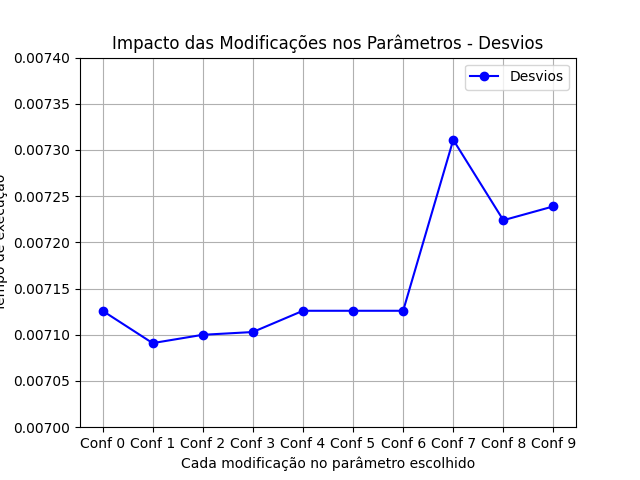 Impacto das Modificações nos Parâmetros - Desvios
Desvios
0.00740
0.00735
0.00730
0.00725
0.00720
0.00715
0.00710
0.00705
0.00700
de execução
Conf 0 Conf 1 Conf 2 Conf 3 Conf 4 Conf 5 Conf 6 Conf 7 Conf 8 Conf 9
Cada modificação no parâmetro escolhido